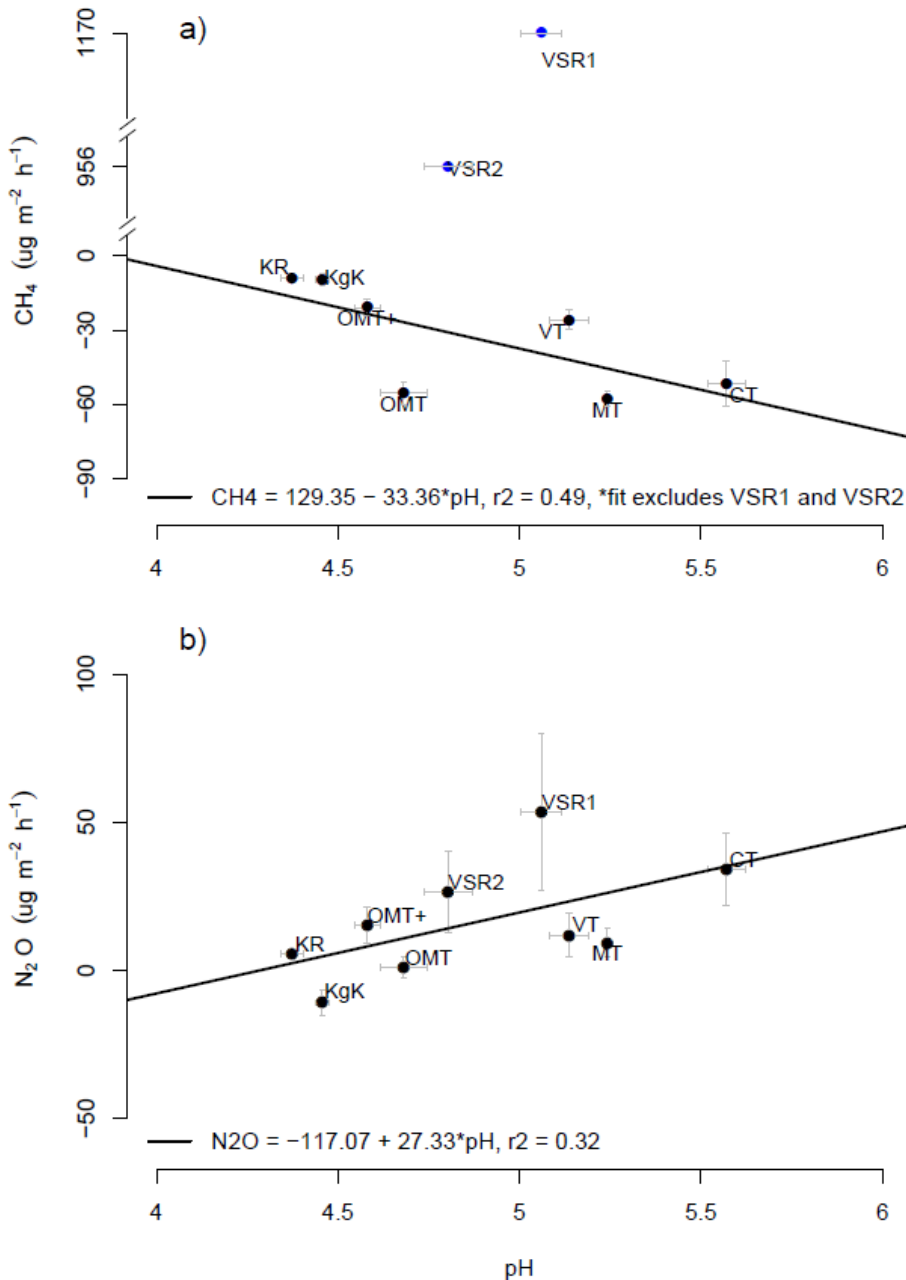 a)
1170
956
0
−30
−60
−90
CH₄ (ug m⁻² h⁻¹)
VSR1
VSR2
KR
KgK
OMT+
VT
OMT
MT
CT
CH4 = 129.35 − 33.36*pH, r2 = 0.49, *fit excludes VSR1 and VSR2
4 4.5 5 5.5 6
b)
100
50
0
−50
N₂O (ug m⁻² h⁻¹)
VSR1
CT
VSR2
OMT+
VT
KR
OMT
MT
KgK
N2O = −117.07 + 27.33*pH, r2 = 0.32
4 4.5 5 5.5 6
pH